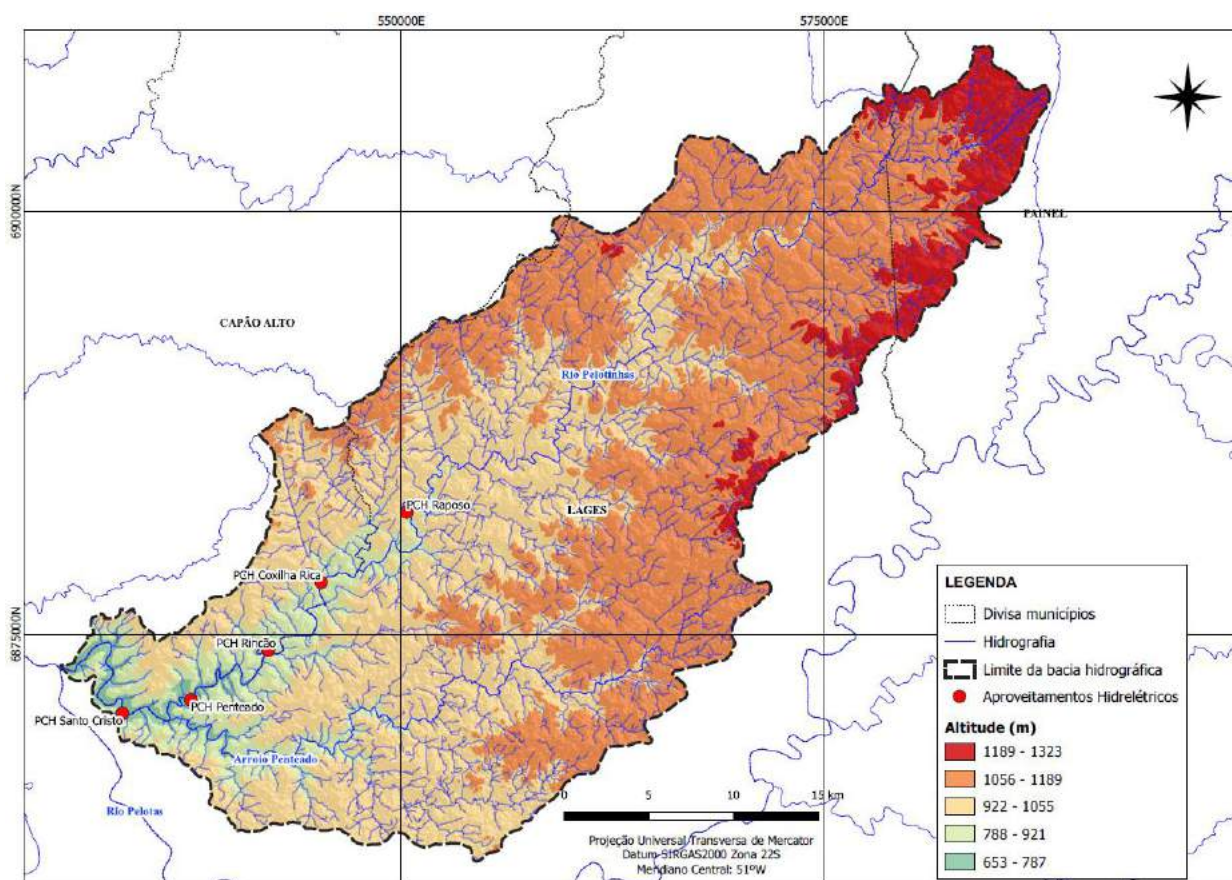 550000E
575000E
6900000N
PAINEL
CAPÃO ALTO
Rio Pelotinhas
PCH Raposo
LAGES
PCH Coxilha Rica
6875000N
PCH Rincão
PCH Penteado
PCH Santo Cristo
Arroio Penteado
Rio Pelotas
LEGENDA
Divisa municípios
Hidrografia
Limite da bacia hidrográfica
Aproveitamentos Hidrelétricos
Altitude (m)
1189 - 1323
1056 - 1189
922 - 1055
788 - 921
653 - 787
0 5 10 15 km
Projeção Universal Transversa de Mercator
Datum SIRGAS2000 Zona 22S
Meridiano Central: 51ºW